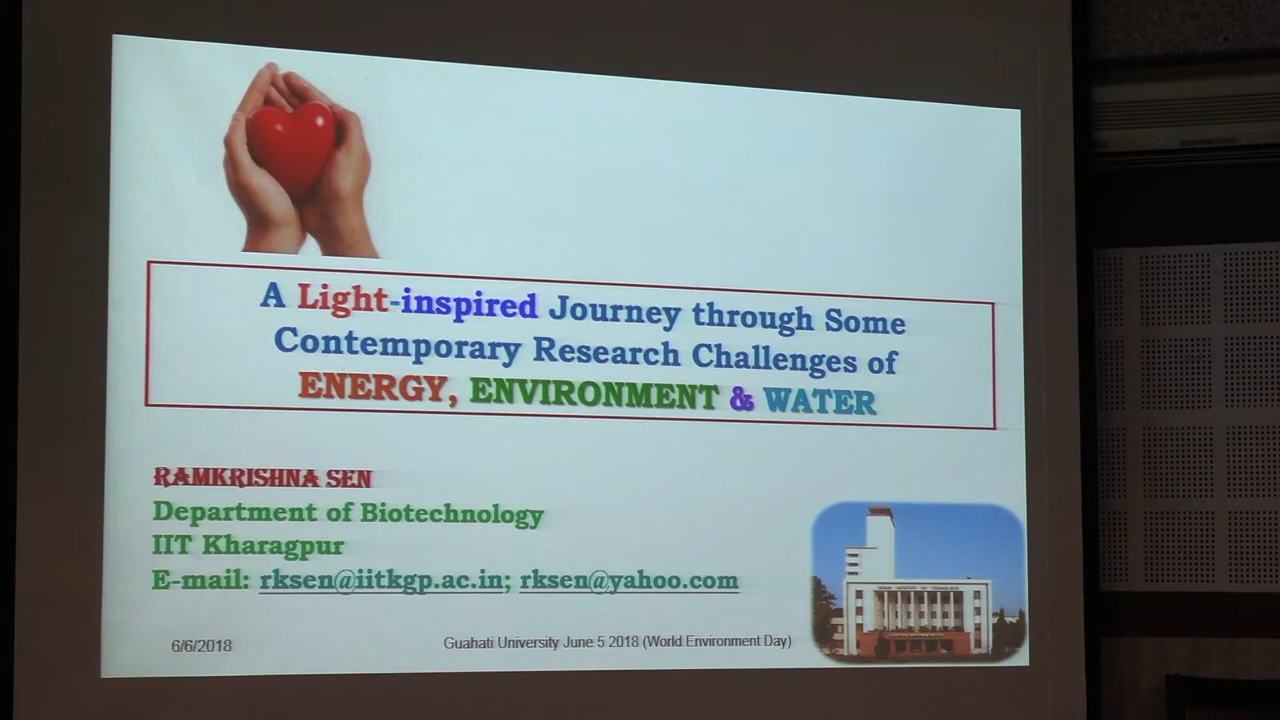 A Light-inspired Journey through Some
Contemporary Research Challenges of
ENERGY, ENVIRONMENT & WATER
RAMKRISHNA SEN
Department of Biotechnology
IIT Kharagpur
E-mail: rksen@iitkgp.ac.in; rksen@yahoo.com
6/6/2018
Guahati University June 5 2018 (World Environment Day)